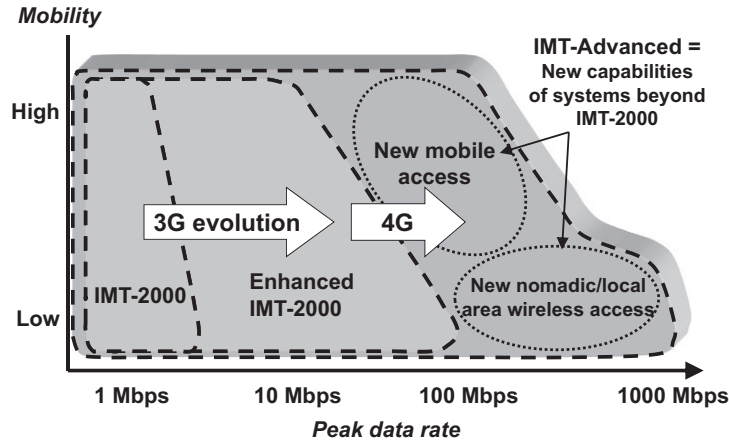 Mobility
IMT-Advanced =
New capabilities
of systems beyond
IMT-2000
High
New mobile
access
3G evolution
4G
IMT-2000
Enhanced
IMT-2000
New nomadic/local
area wireless access
Low
1 Mbps
10 Mbps
100 Mbps
1000 Mbps
Peak data rate